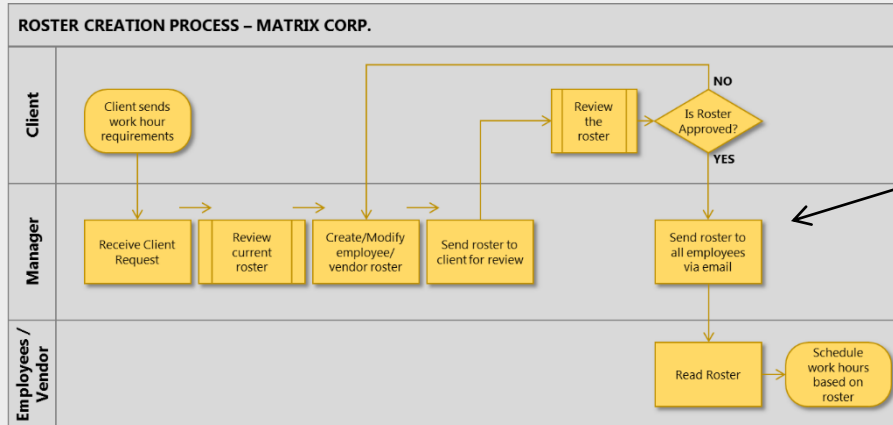 ROSTER CREATION PROCESS – MATRIX CORP.
Client
Client sends
work hour
requirements
Review
the
roster
Is Roster
Approved?
NO
YES
Manager
Receive Client
Request
Review
current
roster
Create/Modify
employee/
vendor roster
Send roster to
client for review
Send roster to
all employees
via email
Employees /
Vendor
Read Roster
Schedule
work hours
based on
roster